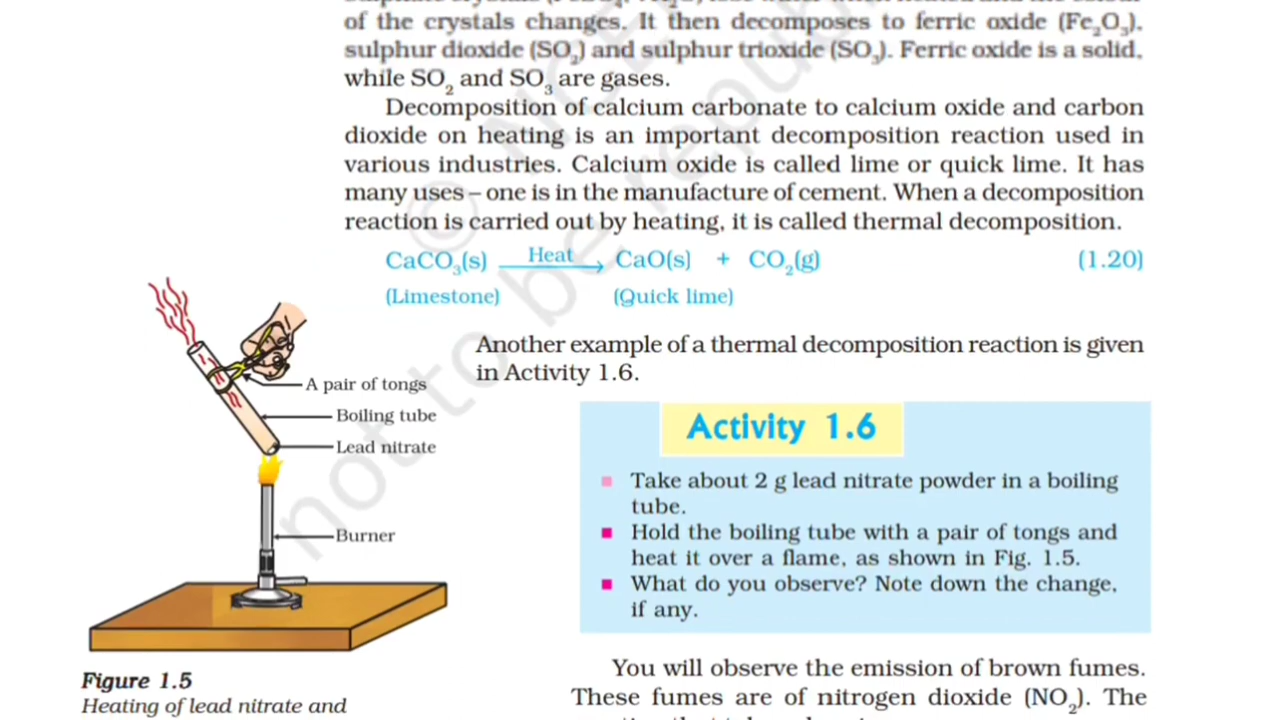 of the crystals changes. It then decomposes to ferric oxide (Fe₂O₃),
sulphur dioxide (SO₂) and sulphur trioxide (SO₃). Ferric oxide is a solid,
while SO₂ and SO₃ are gases.
Decomposition of calcium carbonate to calcium oxide and carbon
dioxide on heating is an important decomposition reaction used in
various industries. Calcium oxide is called lime or quick lime. It has
many uses – one is in the manufacture of cement. When a decomposition
reaction is carried out by heating, it is called thermal decomposition.
CaCO₃(s) Heat→ CaO(s) + CO₂(g) (1.20)
(Limestone) (Quick lime)
Another example of a thermal decomposition reaction is given
in Activity 1.6.
A pair of tongs
Boiling tube
Lead nitrate
Burner
Figure 1.5
Heating of lead nitrate and
Activity 1.6
▪ Take about 2 g lead nitrate powder in a boiling
tube.
▪ Hold the boiling tube with a pair of tongs and
heat it over a flame, as shown in Fig. 1.5.
▪ What do you observe? Note down the change,
if any.
You will observe the emission of brown fumes.
These fumes are of nitrogen dioxide (NO₂). The
not to be repub